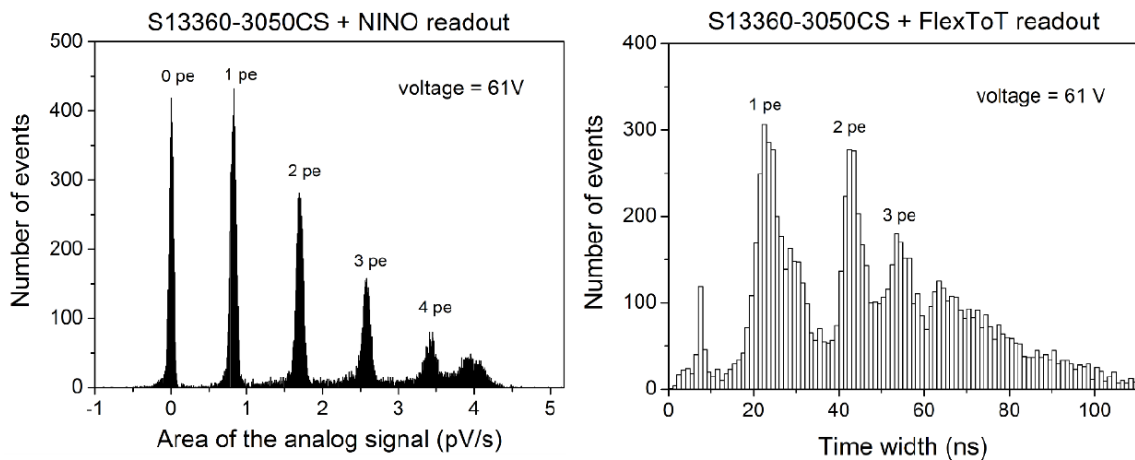 S13360-3050CS + NINO readout
500
400
300
200
100
0
Number of events
0 pe
1 pe
2 pe
3 pe
4 pe
voltage = 61V
-1
0
1
2
3
4
5
Area of the analog signal (pV/s)
S13360-3050CS + FlexToT readout
400
300
200
100
0
Number of events
1 pe
2 pe
3 pe
voltage = 61 V
0
20
40
60
80
100
Time width (ns)